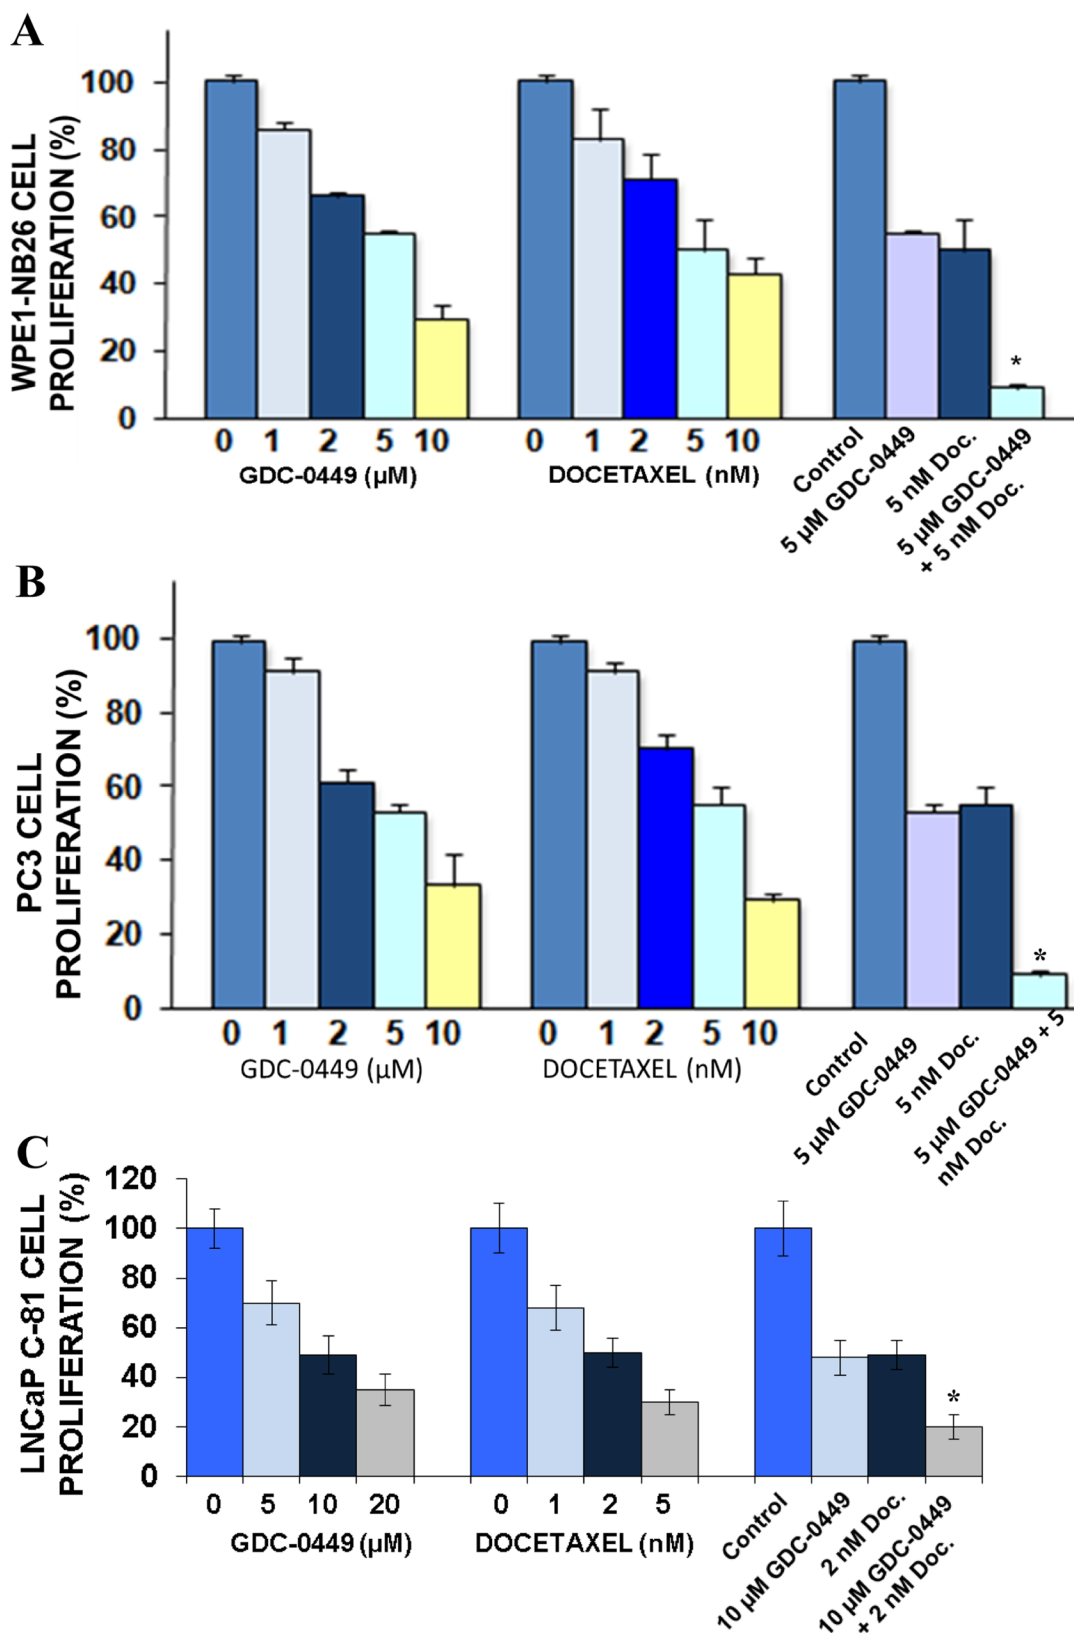 A
WPE1-NB26 CELL
PROLIFERATION (%)
100
80
60
40
20
0
0 1 2 5 10
GDC-0449 (µM)
0 1 2 5 10
DOCETAXEL (nM)
Control
5 µM GDC-0449
5 nM Doc.
5 µM GDC-0449
+ 5 nM Doc.
*
B
PC3 CELL
PROLIFERATION (%)
100
80
60
40
20
0
0 1 2 5 10
GDC-0449 (µM)
0 1 2 5 10
DOCETAXEL (nM)
Control
5 µM GDC-0449
5 nM Doc.
5 µM GDC-0449 + 5
nM Doc.
*
C
LNCaP C-81 CELL
PROLIFERATION (%)
120
100
80
60
40
20
0
0 5 10 20
GDC-0449 (µM)
0 1 2 5
DOCETAXEL (nM)
Control
10 µM GDC-0449
2 nM Doc.
10 µM GDC-0449
+ 2 nM Doc.
*